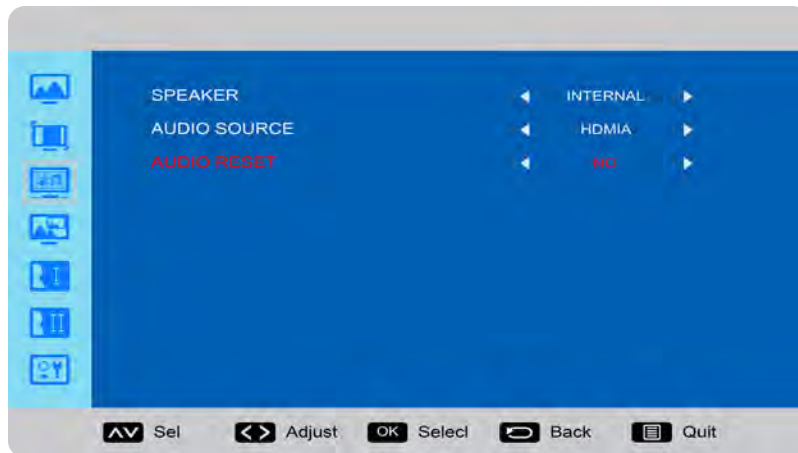 SPEAKER INTERNAL
AUDIO SOURCE HDMIA
AUDIO RESET NO
Sel Adjust OK Selecl Back Quit